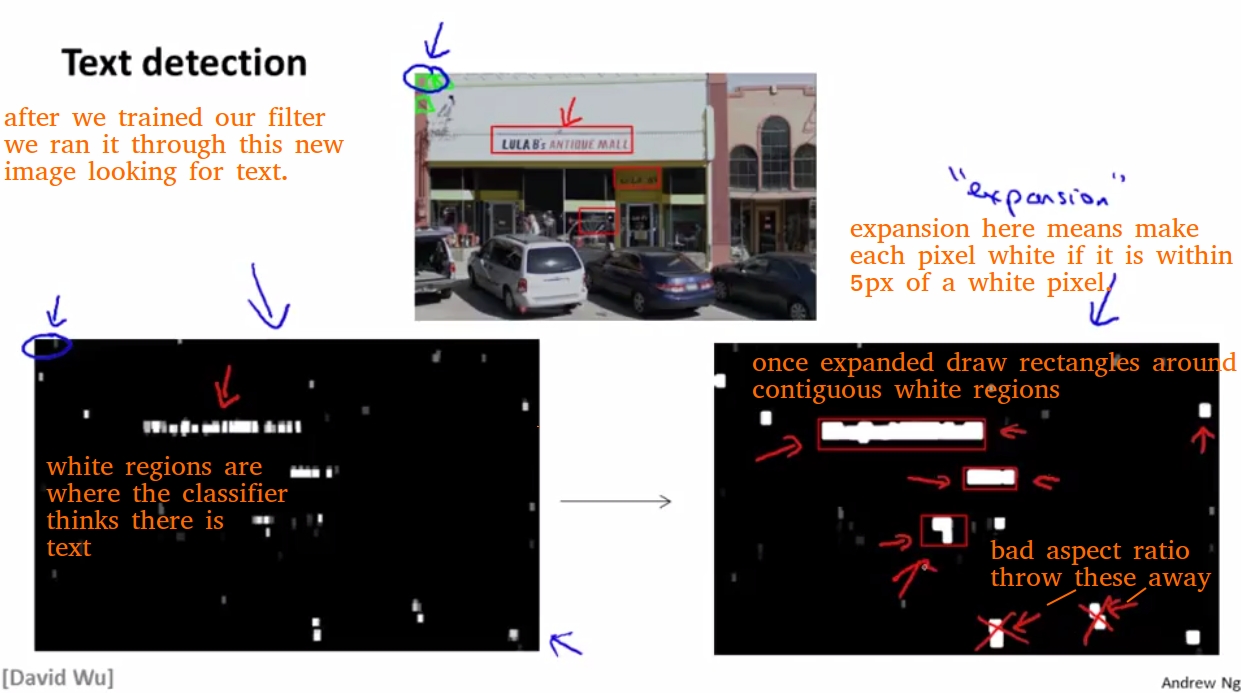 Text detection
after we trained our filter
we ran it through this new
image looking for text.
LULA B's ANTIQUE MALL
"expansion"
expansion here means make
each pixel white if it is within
5px of a white pixel.
white regions are
where the classifier
thinks there is
text
once expanded draw rectangles around
contiguous white regions
bad aspect ratio
throw these away
[David Wu]
Andrew Ng